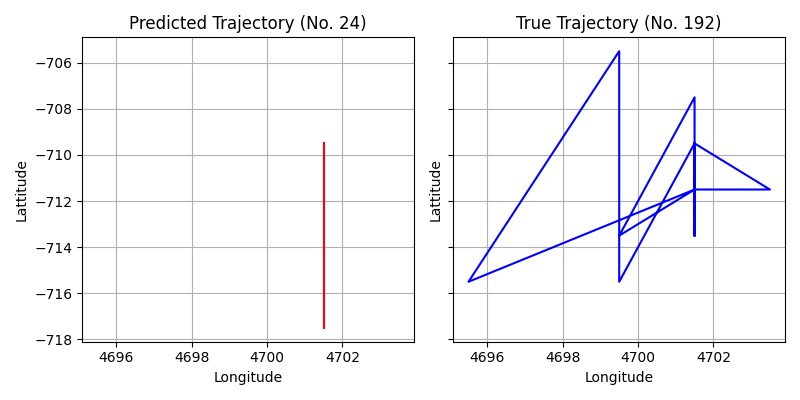 Predicted Trajectory (No. 24)
True Trajectory (No. 192)
Lattitude
−706
−708
−710
−712
−714
−716
−718
4696
4698
4700
4702
Longitude
Lattitude
4696
4698
4700
4702
Longitude